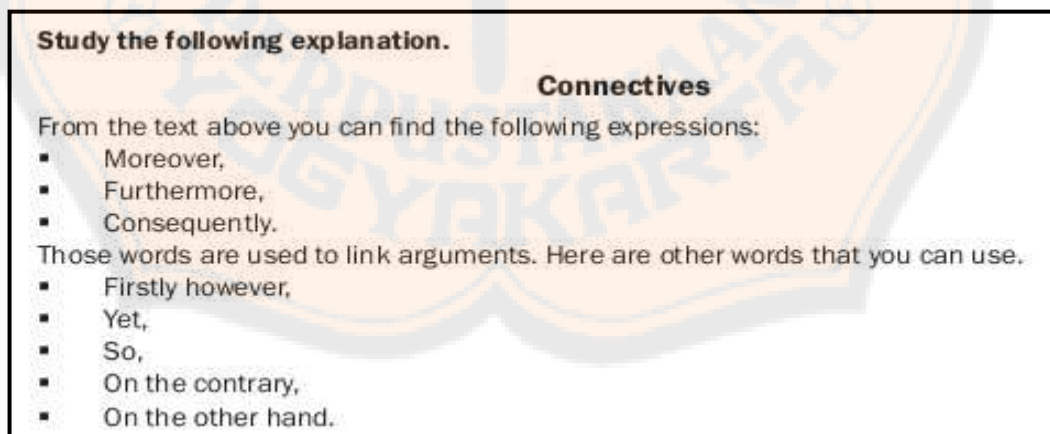 Study the following explanation.
Connectives
From the text above you can find the following expressions:
▪ Moreover,
▪ Furthermore,
▪ Consequently.
Those words are used to link arguments. Here are other words that you can use.
▪ Firstly however,
▪ Yet,
▪ So,
▪ On the contrary,
▪ On the other hand.
PERPUSTAKAAN
YOGYAKARTA